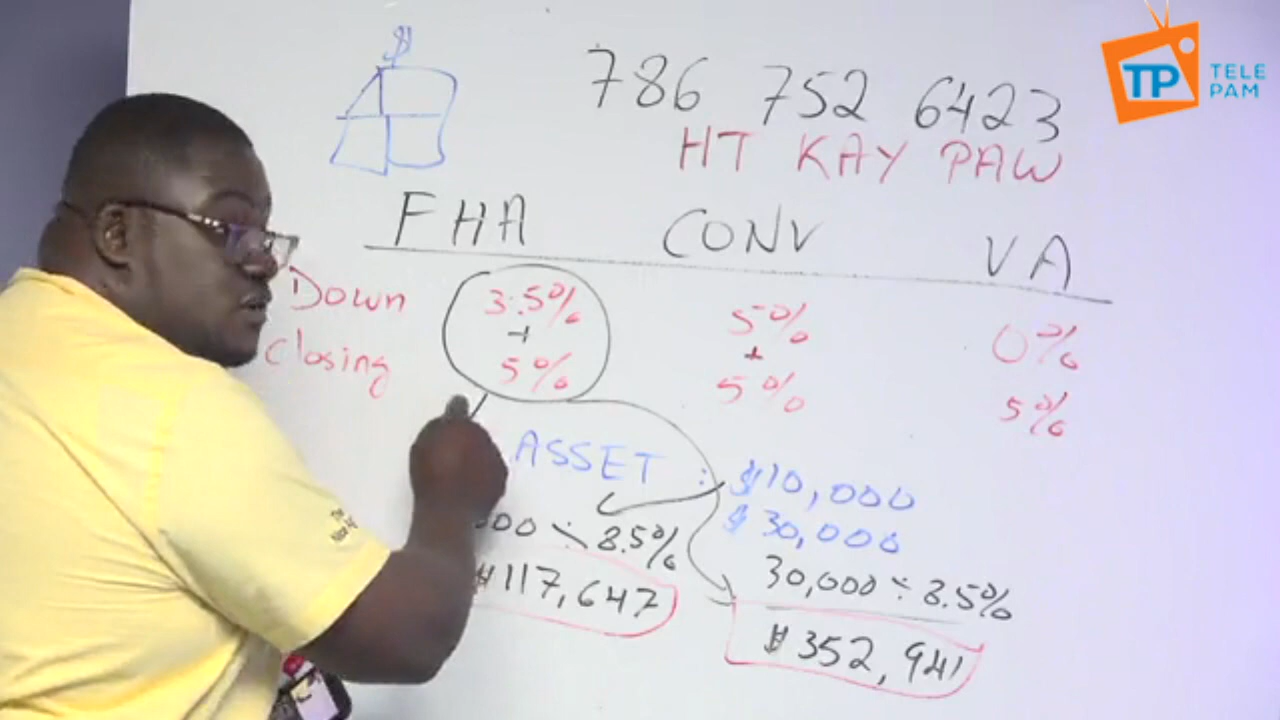 $
786 752 6423
TP TELE PAM
HT KAY PAW
FHA CONV VA
Down 3.5% 5% 0%
+ +
Closing 5% 5% 5%
ASSET : $10,000
$30,000
000 ÷ 8.5%
30,000 ÷ 8.5%
$117,647
$352,941